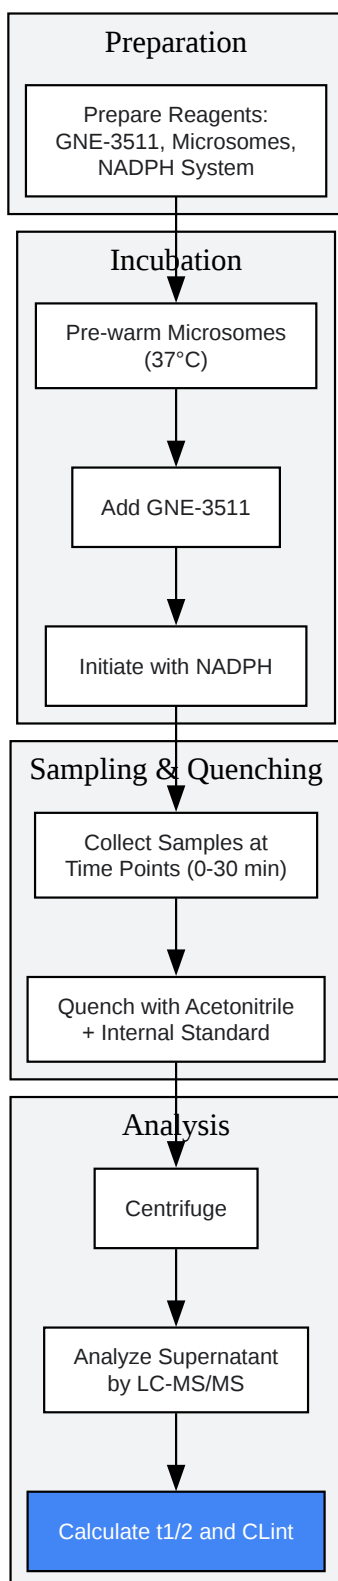 Preparation
Prepare Reagents:
GNE-3511, Microsomes,
NADPH System
Incubation
Pre-warm Microsomes
(37°C)
Add GNE-3511
Initiate with NADPH
Sampling & Quenching
Collect Samples at
Time Points (0-30 min)
Quench with Acetonitrile
+ Internal Standard
Analysis
Centrifuge
Analyze Supernatant
by LC-MS/MS
Calculate t1/2 and CLint